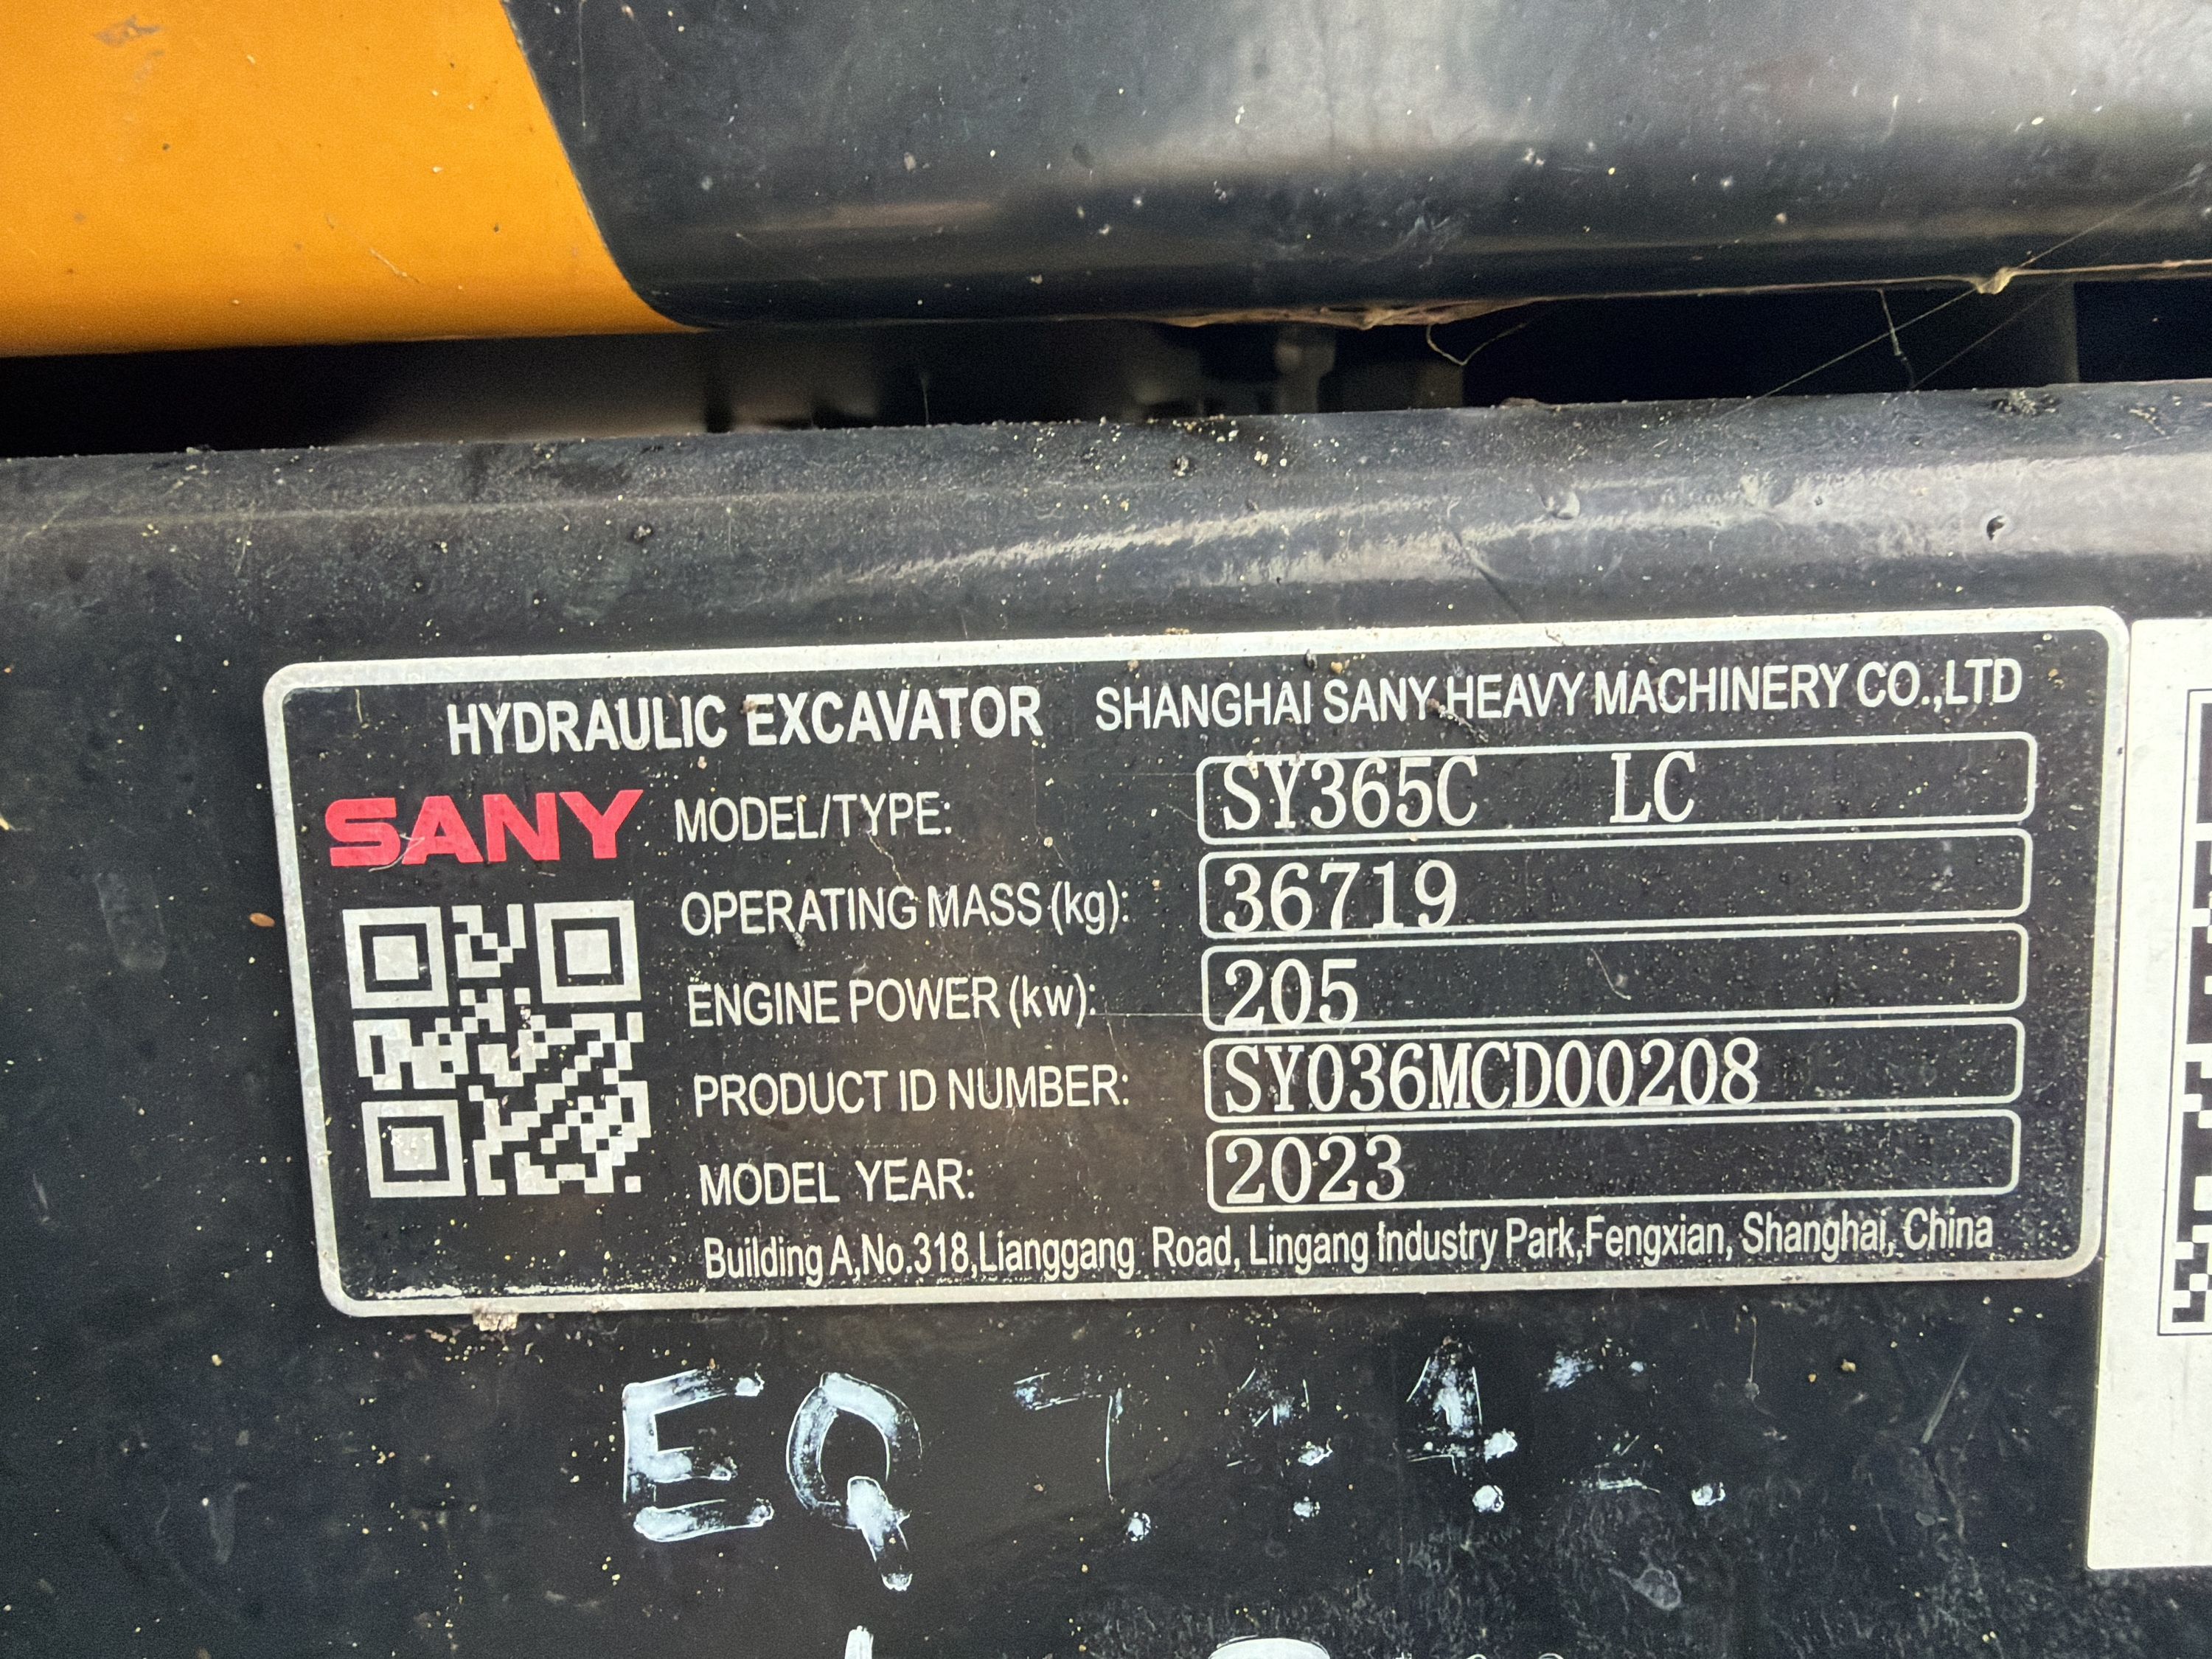 HYDRAULIC EXCAVATOR SHANGHAI SANY HEAVY MACHINERY CO.,LTD
SANY
MODEL/TYPE: SY365C LC
OPERATING MASS (kg): 36719
ENGINE POWER (kw): 205
PRODUCT ID NUMBER: SY036MCD00208
MODEL YEAR: 2023
Building A,No.318,Lianggang Road, Lingang Industry Park,Fengxian, Shanghai, China
EQ